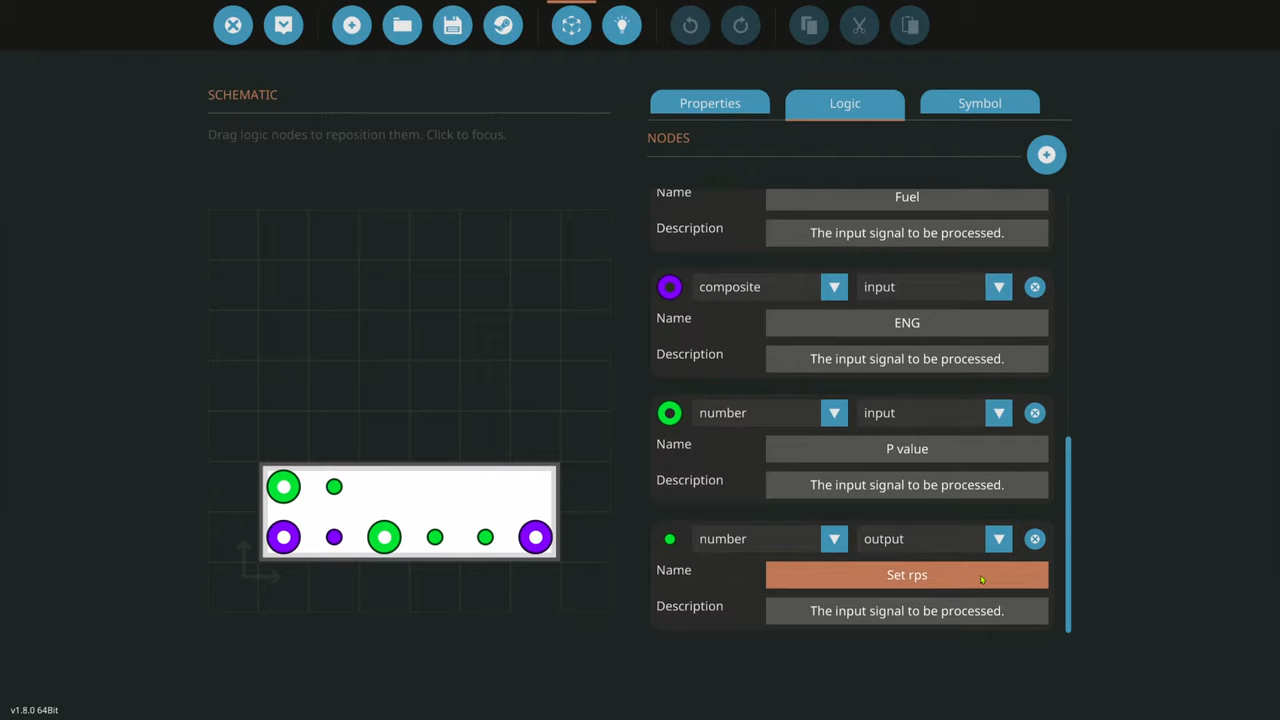 SCHEMATIC
Drag logic nodes to reposition them. Click to focus.
Properties
Logic
Symbol
NODES
Name
Fuel
Description
The input signal to be processed.
composite
input
Name
ENG
Description
The input signal to be processed.
number
input
Name
P value
Description
The input signal to be processed.
number
output
Name
Set rps
Description
The input signal to be processed.
v1.8.0 64Bit